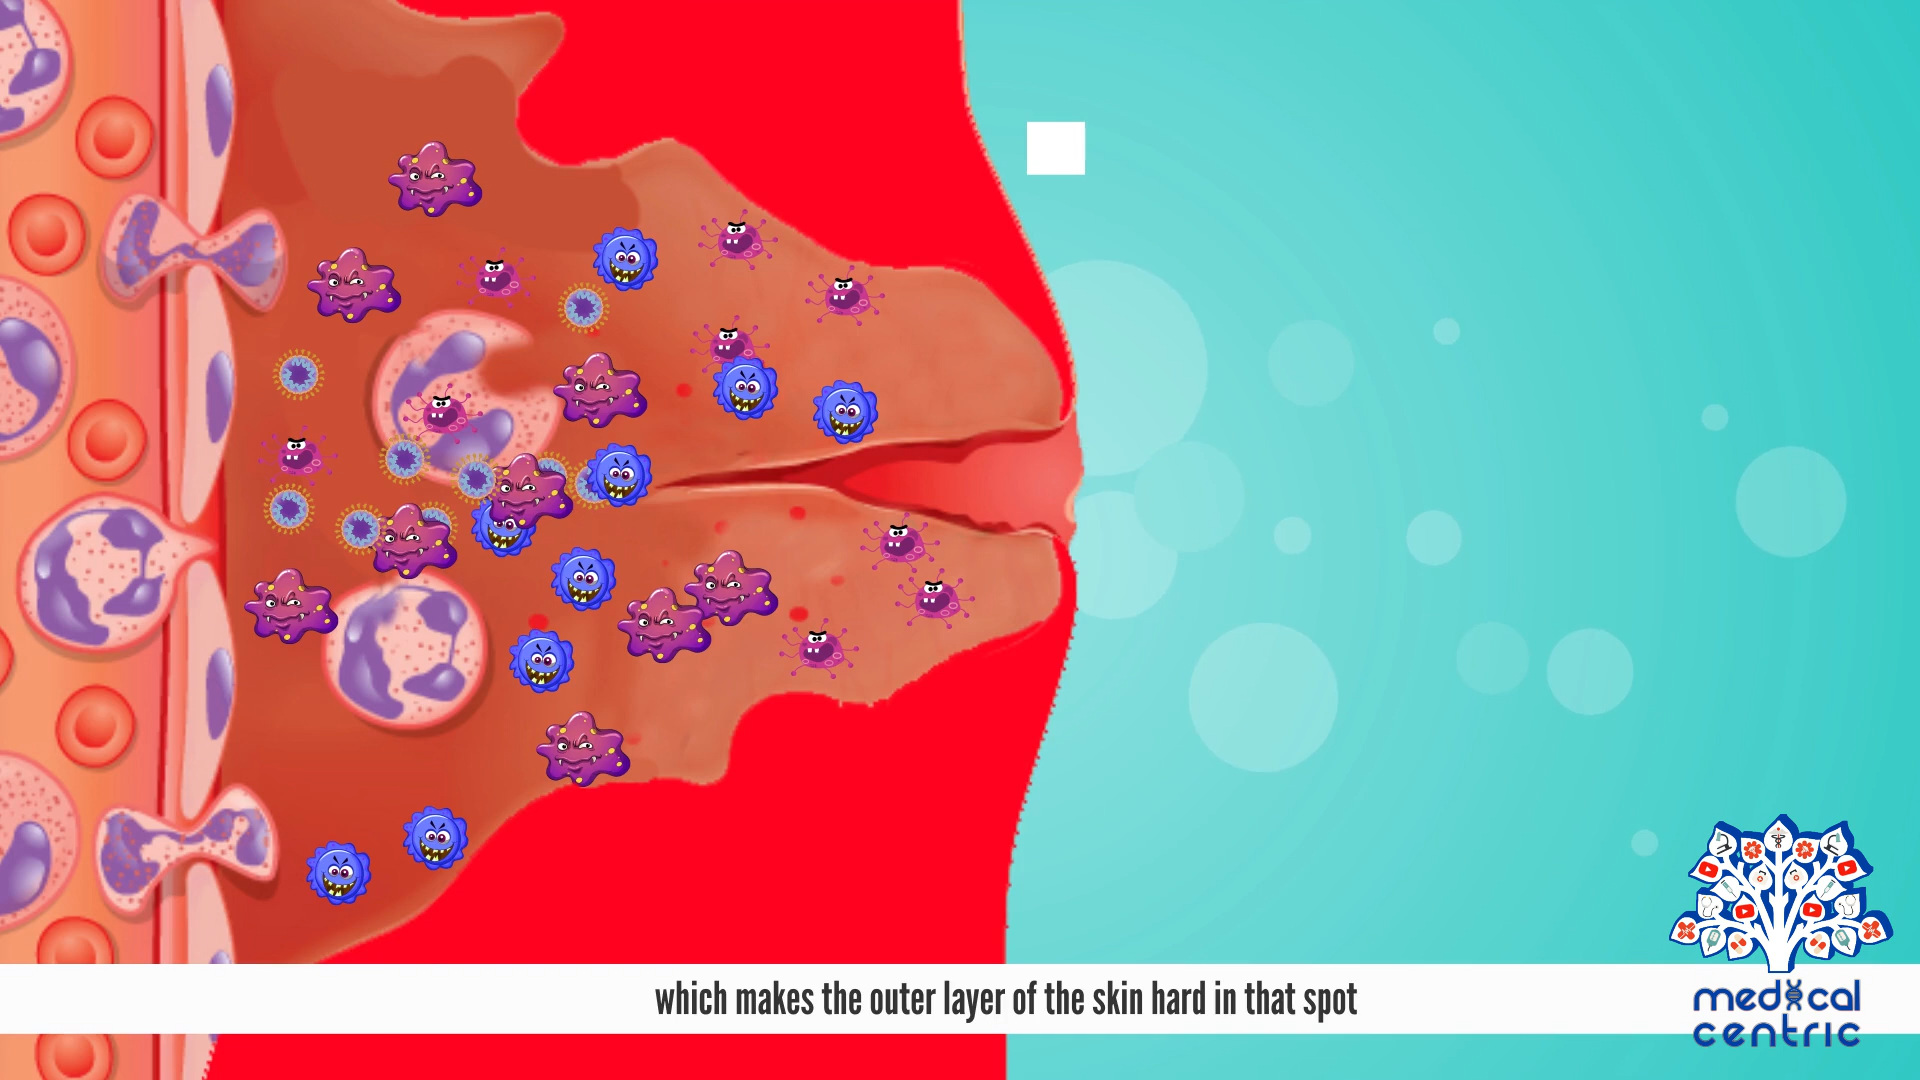 which makes the outer layer of the skin hard in that spot
medical
centric